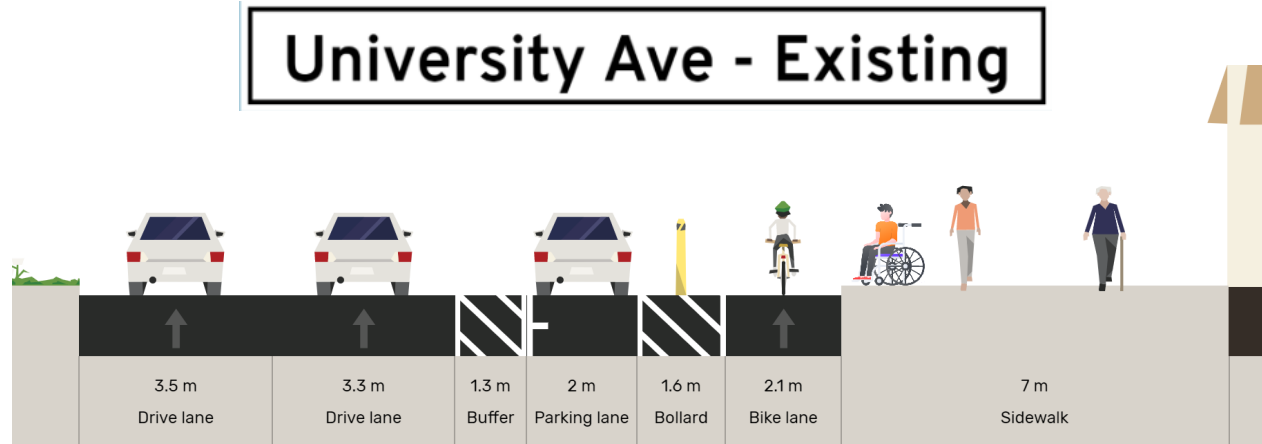 University Ave - Existing
3.5 m
Drive lane
3.3 m
Drive lane
1.3 m
Buffer
2 m
Parking lane
1.6 m
Bollard
2.1 m
Bike lane
7 m
Sidewalk